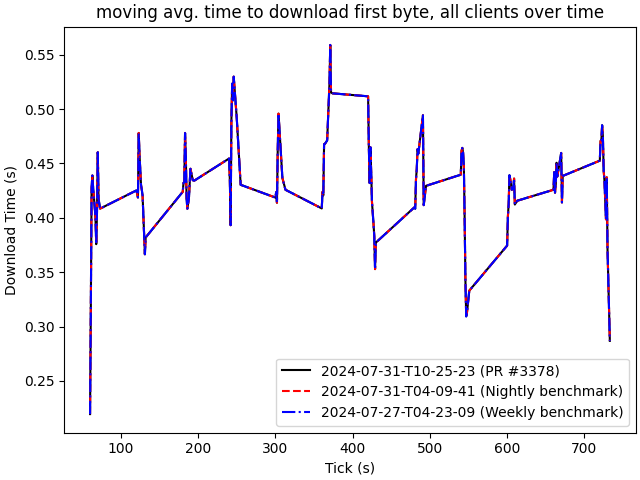 moving avg. time to download first byte, all clients over time
0.55
0.50
0.45
0.40
0.35
0.30
0.25
Download Time (s)
100 200 300 400 500 600 700
Tick (s)
2024-07-31-T10-25-23 (PR #3378)
2024-07-31-T04-09-41 (Nightly benchmark)
2024-07-27-T04-23-09 (Weekly benchmark)